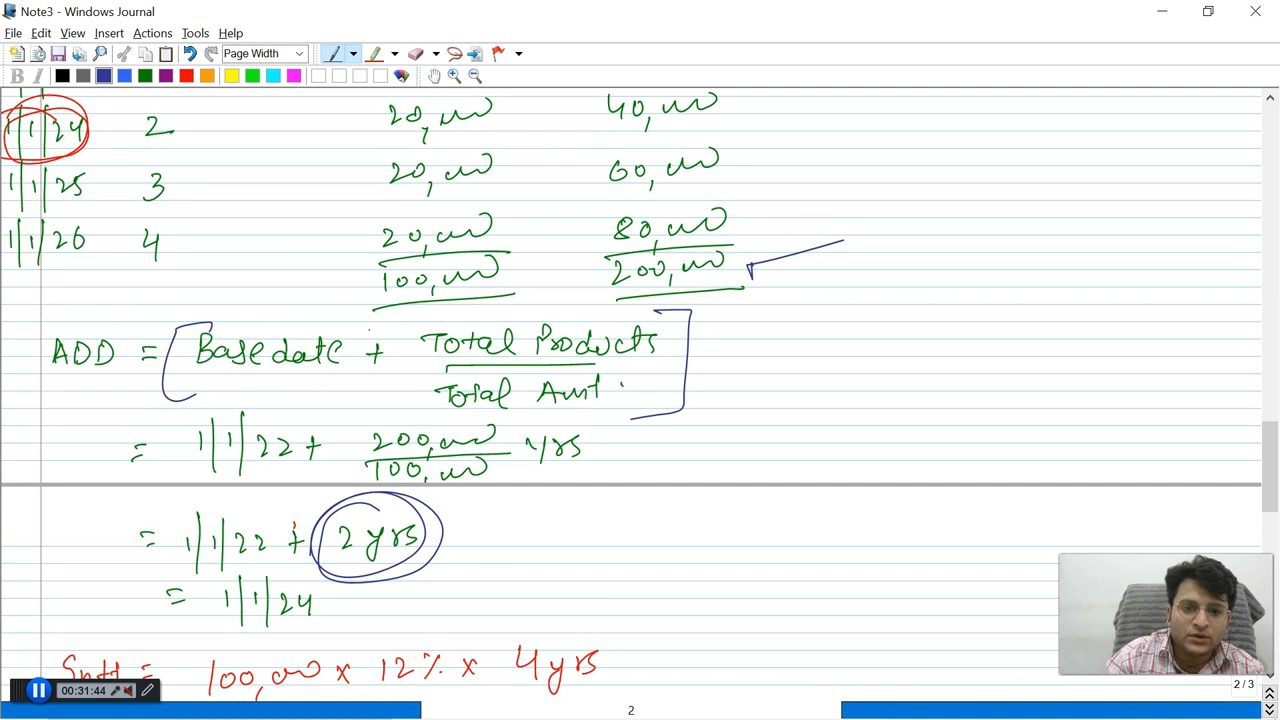 Note3 - Windows Journal
File Edit View Insert Actions Tools Help
Page Width
B I
1|1|24 2 20,000 40,000
1|1|25 3 20,000 60,000
1|1|26 4 20,000 80,000
100,000 200,000
ADD = [Base date + Total Products
Total Amt.]
= 1|1|22 + 200,000 yrs
100,000
= 1|1|22 + 2 yrs
= 1|1|24
= 100,000 x 12% x 4 yrs
00:31:44
2 / 3
2